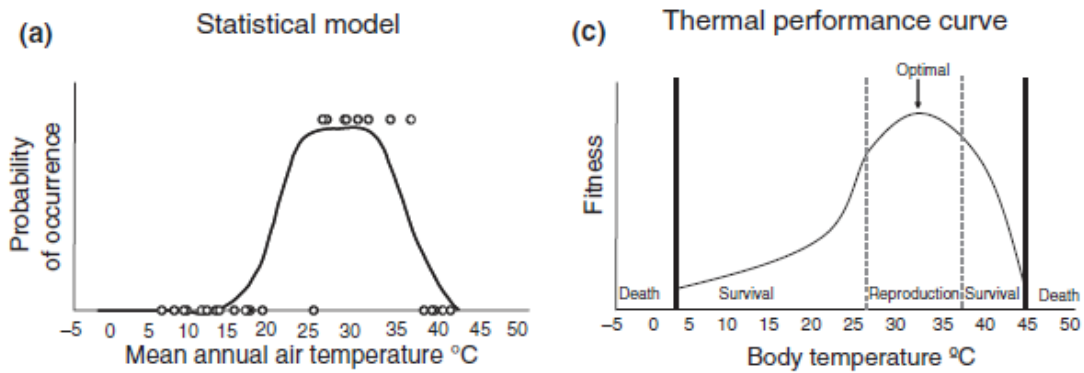 (a)
Statistical model
Probability
of occurrence
−5 0 5 10 15 20 25 30 35 40 45 50
Mean annual air temperature °C
(c)
Thermal performance curve
Optimal
Fitness
Death Survival Reproduction Survival Death
−5 0 5 10 15 20 25 30 35 40 45 50
Body temperature ºC